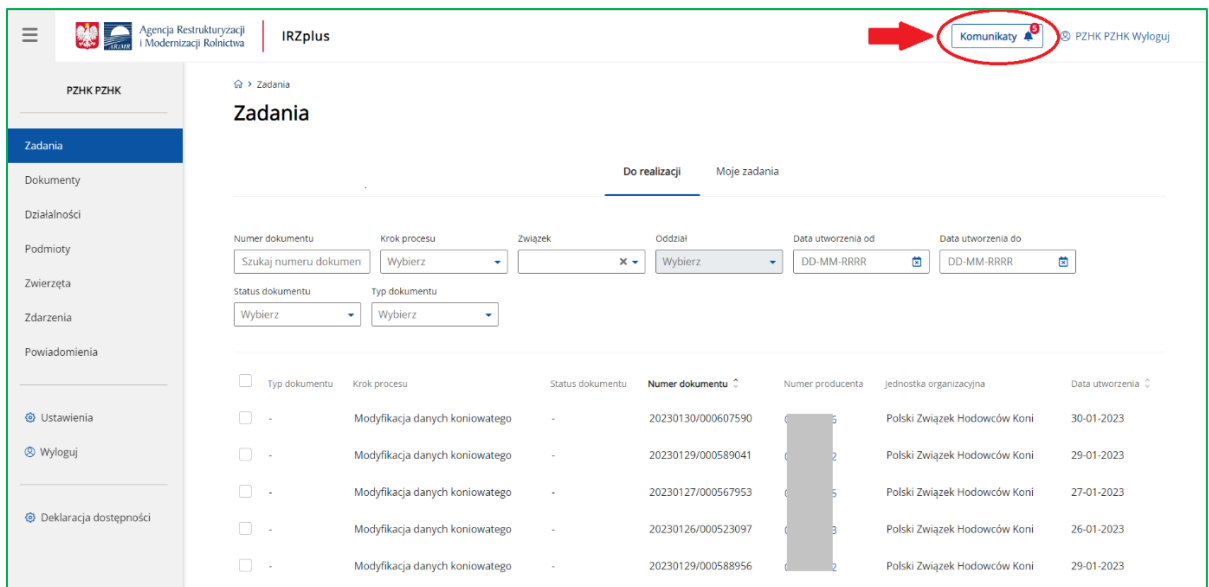 Agencja Restrukturyzacji
i Modernizacji Rolnictwa
ARiMR
IRZplus
Komunikaty 5
PZHK PZHK Wyloguj
PZHK PZHK
Zadania
Dokumenty
Działalności
Podmioty
Zwierzęta
Zdarzenia
Powiadomienia
Ustawienia
Wyloguj
Deklaracja dostępności
Zadania
Zadania
Do realizacji Moje zadania
Numer dokumentu Krok procesu Związek Oddział Data utworzenia od Data utworzenia do
Szukaj numeru dokumen Wybierz Wybierz DD-MM-RRRR DD-MM-RRRR
Status dokumentu Typ dokumentu
Wybierz Wybierz
Typ dokumentu Krok procesu Status dokumentu Numer dokumentu Numer producenta Jednostka organizacyjna Data utworzenia
- Modyfikacja danych koniowatego - 20230130/000607590 Polski Związek Hodowców Koni 30-01-2023
- Modyfikacja danych koniowatego - 20230129/000589041 Polski Związek Hodowców Koni 29-01-2023
- Modyfikacja danych koniowatego - 20230127/000567953 Polski Związek Hodowców Koni 27-01-2023
- Modyfikacja danych koniowatego - 20230126/000523097 Polski Związek Hodowców Koni 26-01-2023
- Modyfikacja danych koniowatego - 20230129/000588956 Polski Związek Hodowców Koni 29-01-2023